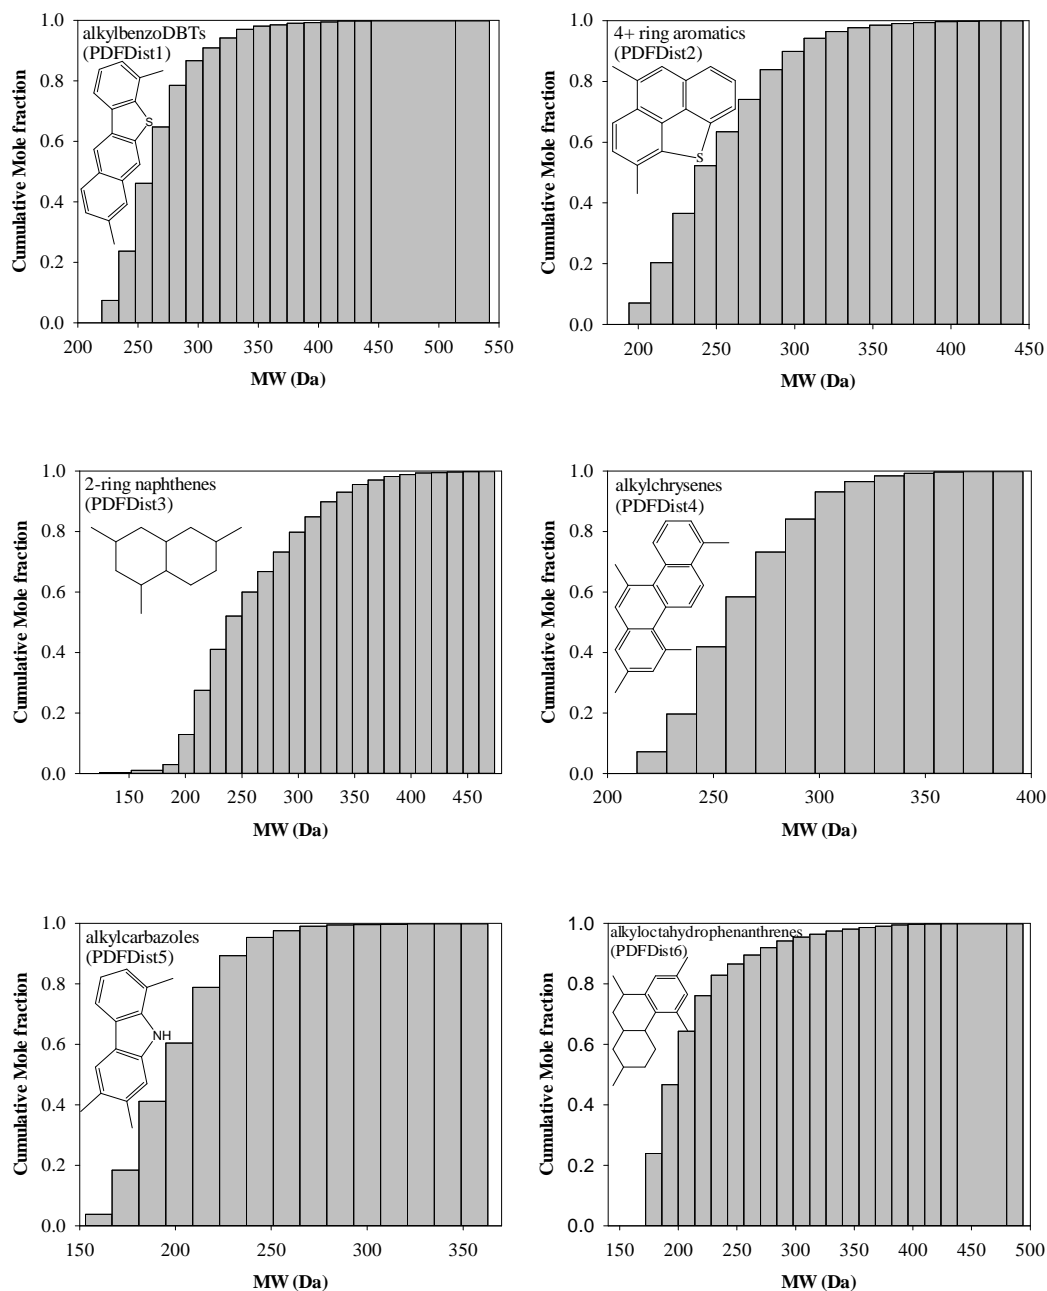 alkylbenzoDBTs
(PDFDist1)
S
Cumulative Mole fraction
1.0
0.8
0.6
0.4
0.2
0.0
200 250 300 350 400 450 500 550
MW (Da)
4+ ring aromatics
(PDFDist2)
S
Cumulative Mole fraction
1.0
0.8
0.6
0.4
0.2
0.0
200 250 300 350 400 450
MW (Da)
2-ring naphthenes
(PDFDist3)
Cumulative Mole fraction
1.0
0.8
0.6
0.4
0.2
0.0
150 200 250 300 350 400 450
MW (Da)
alkylchrysenes
(PDFDist4)
Cumulative Mole fraction
1.0
0.8
0.6
0.4
0.2
0.0
200 250 300 350 400
MW (Da)
alkylcarbazoles
(PDFDist5)
NH
Cumulative Mole fraction
1.0
0.8
0.6
0.4
0.2
0.0
150 200 250 300 350
MW (Da)
alkyloctahydrophenanthrenes
(PDFDist6)
Cumulative Mole fraction
1.0
0.8
0.6
0.4
0.2
0.0
150 200 250 300 350 400 450 500
MW (Da)